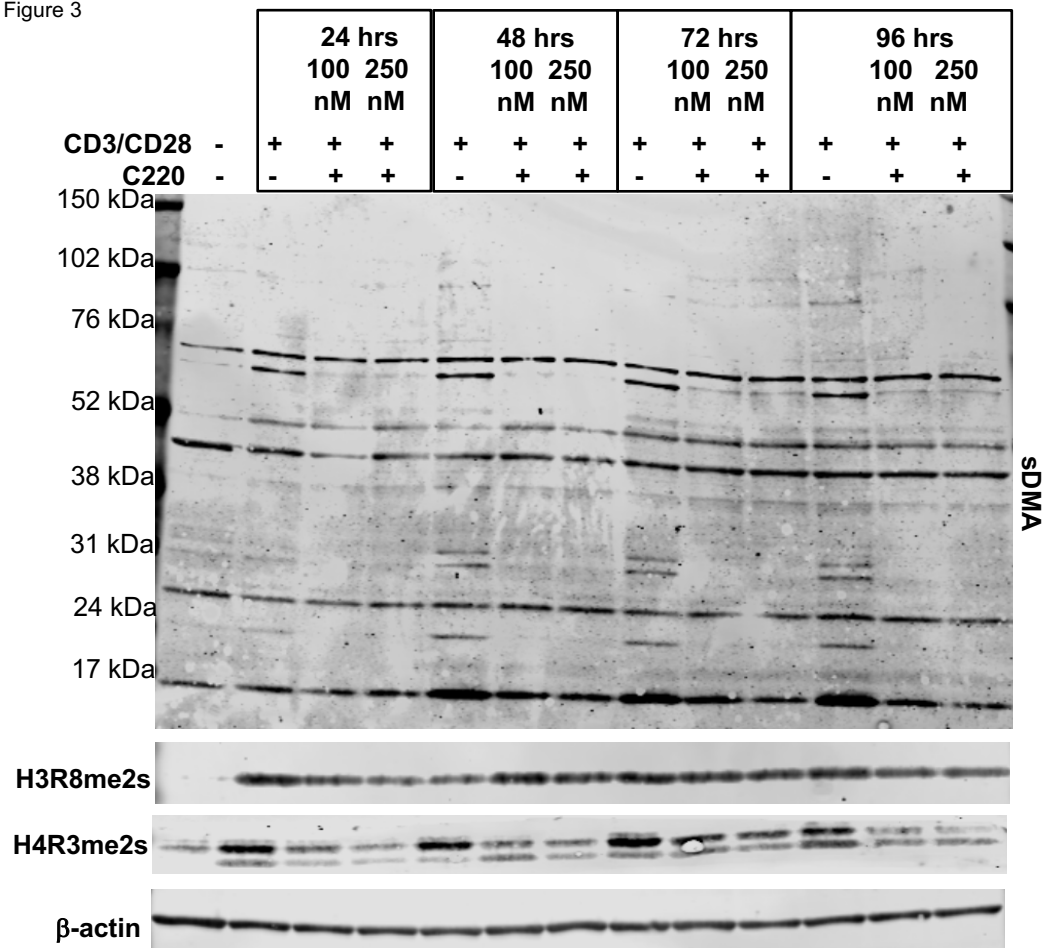 Figure 3
24 hrs 48 hrs 72 hrs 96 hrs
100 250 100 250 100 250 100 250
nM nM nM nM nM nM nM nM
CD3/CD28 - + + + + + + + + + + + +
C220 - - + + - + + - + + - + +
150 kDa
102 kDa
76 kDa
52 kDa
38 kDa
31 kDa
24 kDa
17 kDa
sDMA
H3R8me2s
H4R3me2s
β-actin